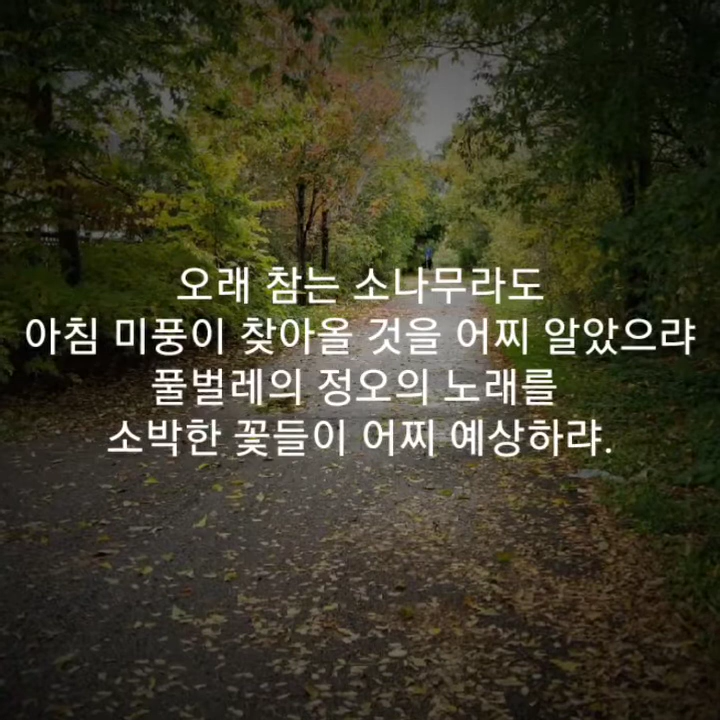 오래 참는 소나무라도
아침 미풍이 찾아올 것을 어찌 알았으랴
풀벌레의 정오의 노래를
소박한 꽃들이 어찌 예상하랴.